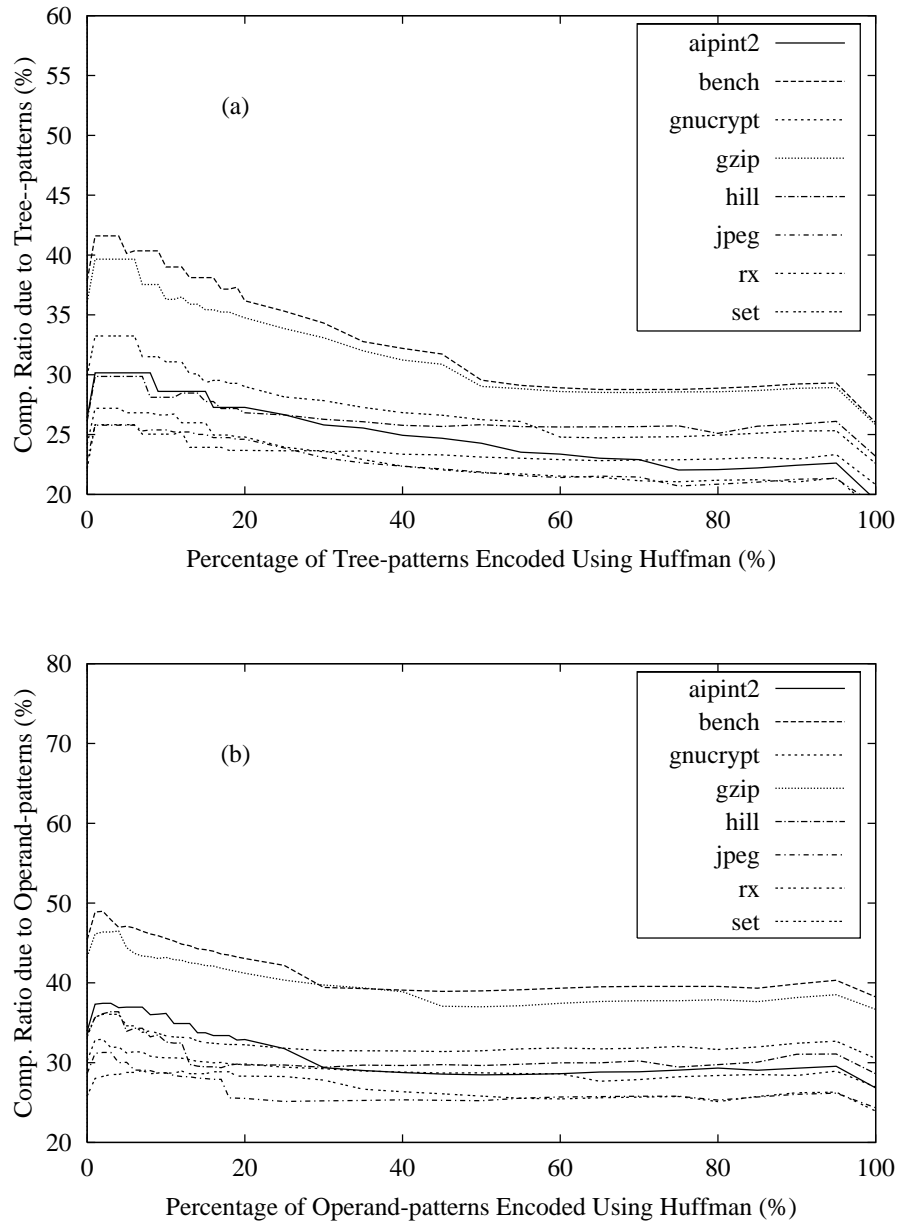 Comp. Ratio due to Tree--patterns (%)
60
55
50
45
40
35
30
25
20
(a)
aipint2
bench
gnucrypt
gzip
hill
jpeg
rx
set
0
20
40
60
80
100
Percentage of Tree-patterns Encoded Using Huffman (%)
Comp. Ratio due to Operand-patterns (%)
80
70
60
50
40
30
20
(b)
aipint2
bench
gnucrypt
gzip
hill
jpeg
rx
set
0
20
40
60
80
100
Percentage of Operand-patterns Encoded Using Huffman (%)